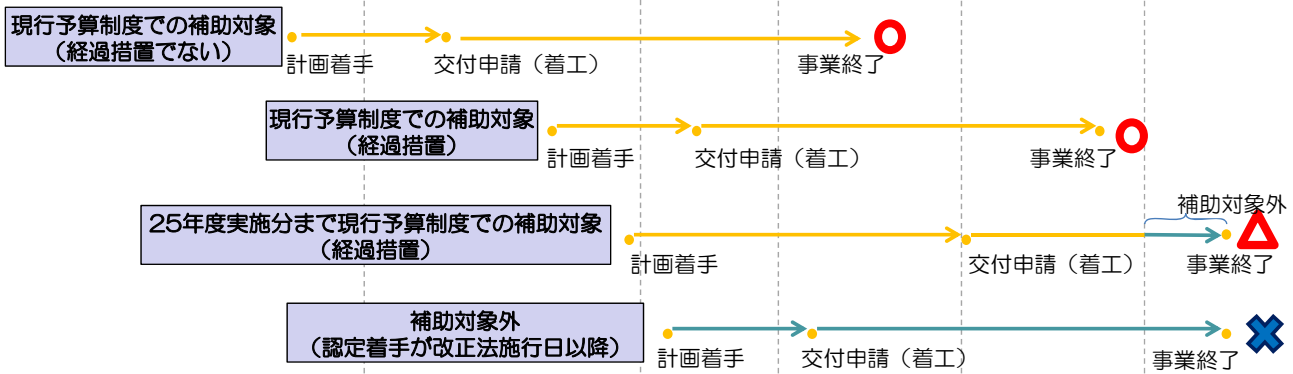 現行予算制度での補助対象
（経過措置でない）
計画着手
交付申請（着工）
事業終了
現行予算制度での補助対象
（経過措置）
計画着手
交付申請（着工）
事業終了
補助対象外
25年度実施分まで現行予算制度での補助対象
（経過措置）
計画着手
交付申請（着工）
事業終了
補助対象外
（認定着手が改正法施行日以降）
計画着手
交付申請（着工）
事業終了